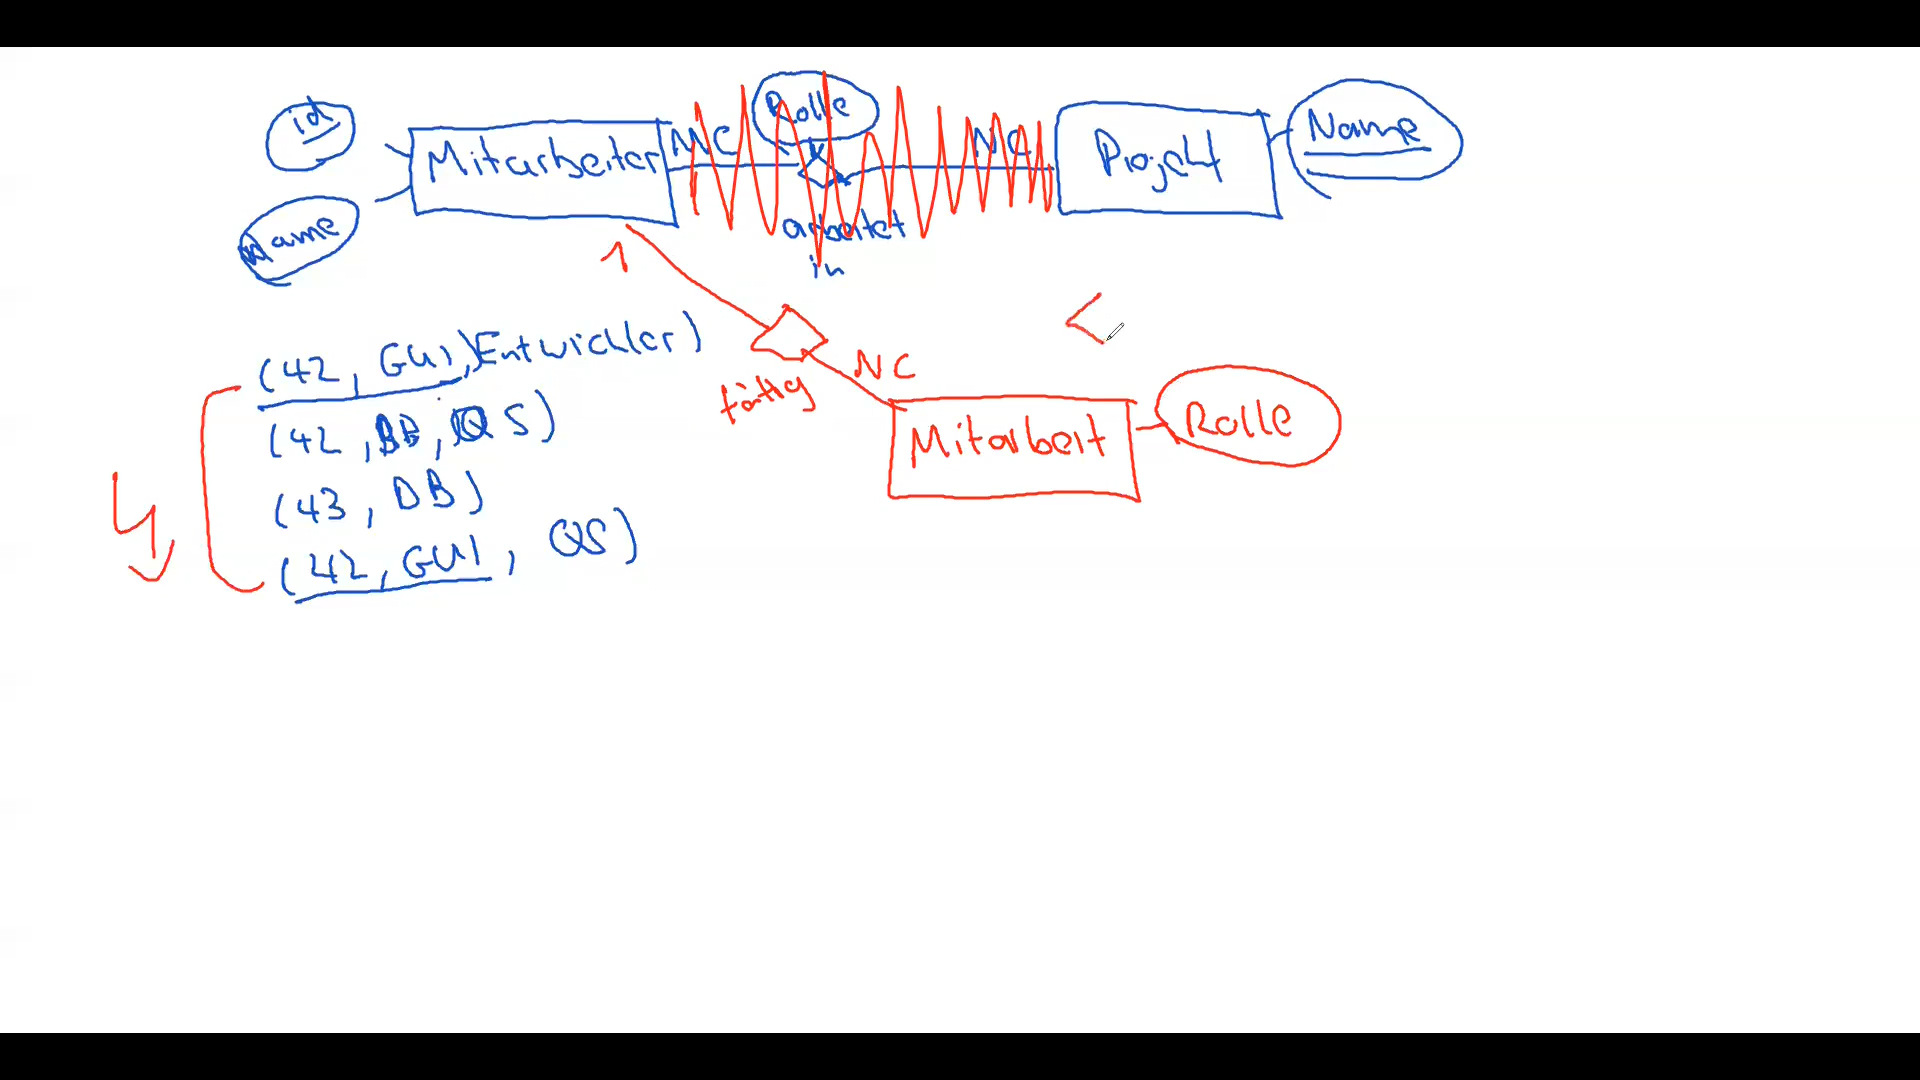 id
Name
Mitarbeiter
NC
Rolle
NC
Projekt
Name
arbeitet
in
1
tätig
NC
Mitarbeit
Rolle
(42, GUI, Entwickler)
(42, DB, QS)
(43, DB)
(42, GUI, QS)